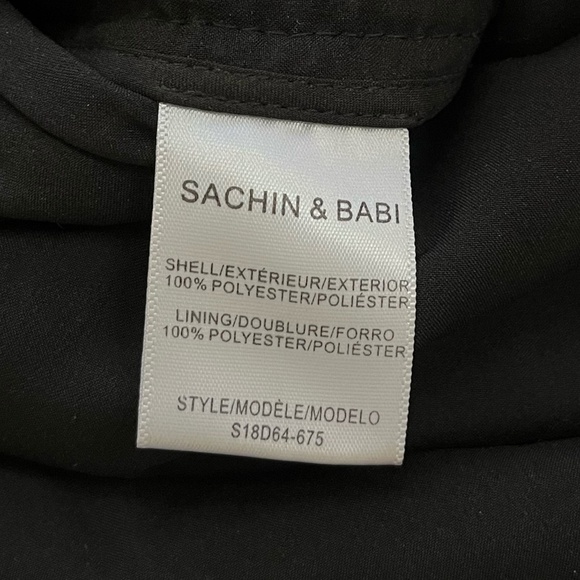 SACHIN & BABI
SHELL/EXTÉRIEUR/EXTERIOR
100% POLYESTER/POLIÉSTER
LINING/DOUBLURE/FORRO
100% POLYESTER/POLIÉSTER
STYLE/MODÈLE/MODELO
S18D64-675